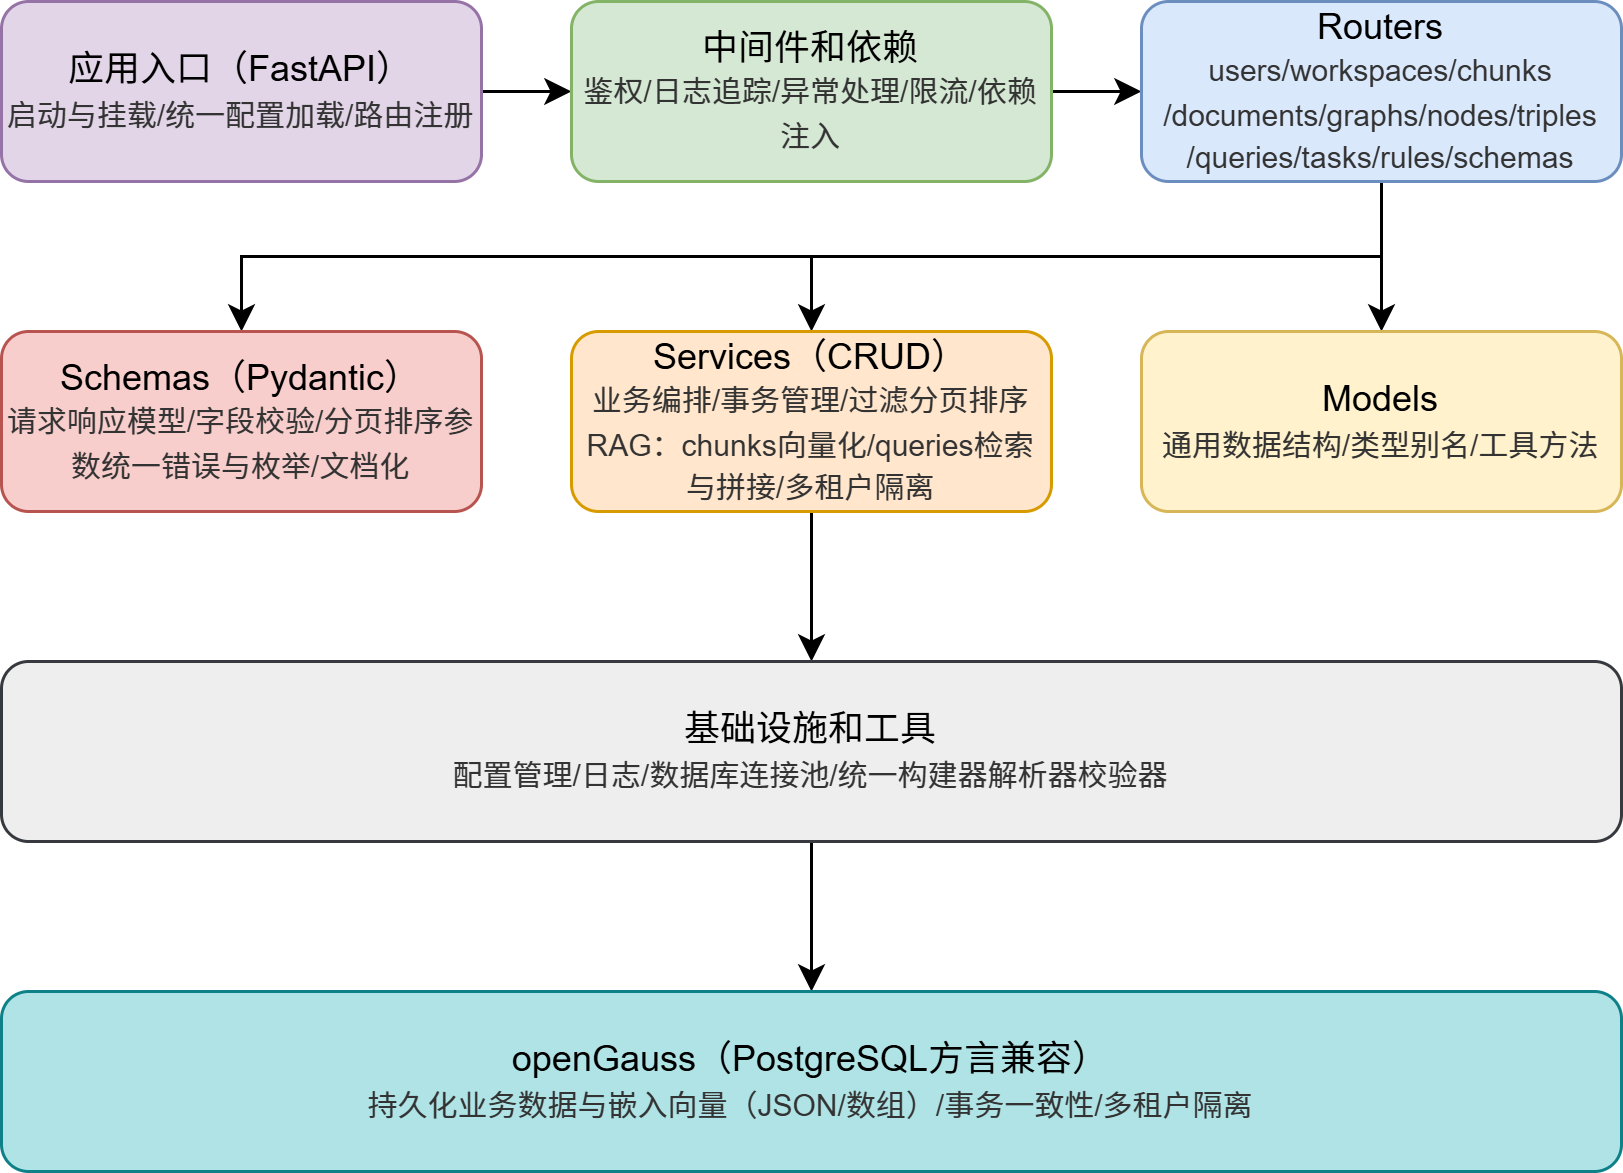 应用入口（FastAPI）
启动与挂载/统一配置加载/路由注册
中间件和依赖
鉴权/日志追踪/异常处理/限流/依赖
注入
Routers
users/workspaces/chunks
/documents/graphs/nodes/triples
/queries/tasks/rules/schemas
Schemas（Pydantic）
请求响应模型/字段校验/分页排序参
数统一错误与枚举/文档化
Services（CRUD）
业务编排/事务管理/过滤分页排序
RAG：chunks向量化/queries检索
与拼接/多租户隔离
Models
通用数据结构/类型别名/工具方法
基础设施和工具
配置管理/日志/数据库连接池/统一构建器解析器校验器
openGauss（PostgreSQL方言兼容）
持久化业务数据与嵌入向量（JSON/数组）/事务一致性/多租户隔离